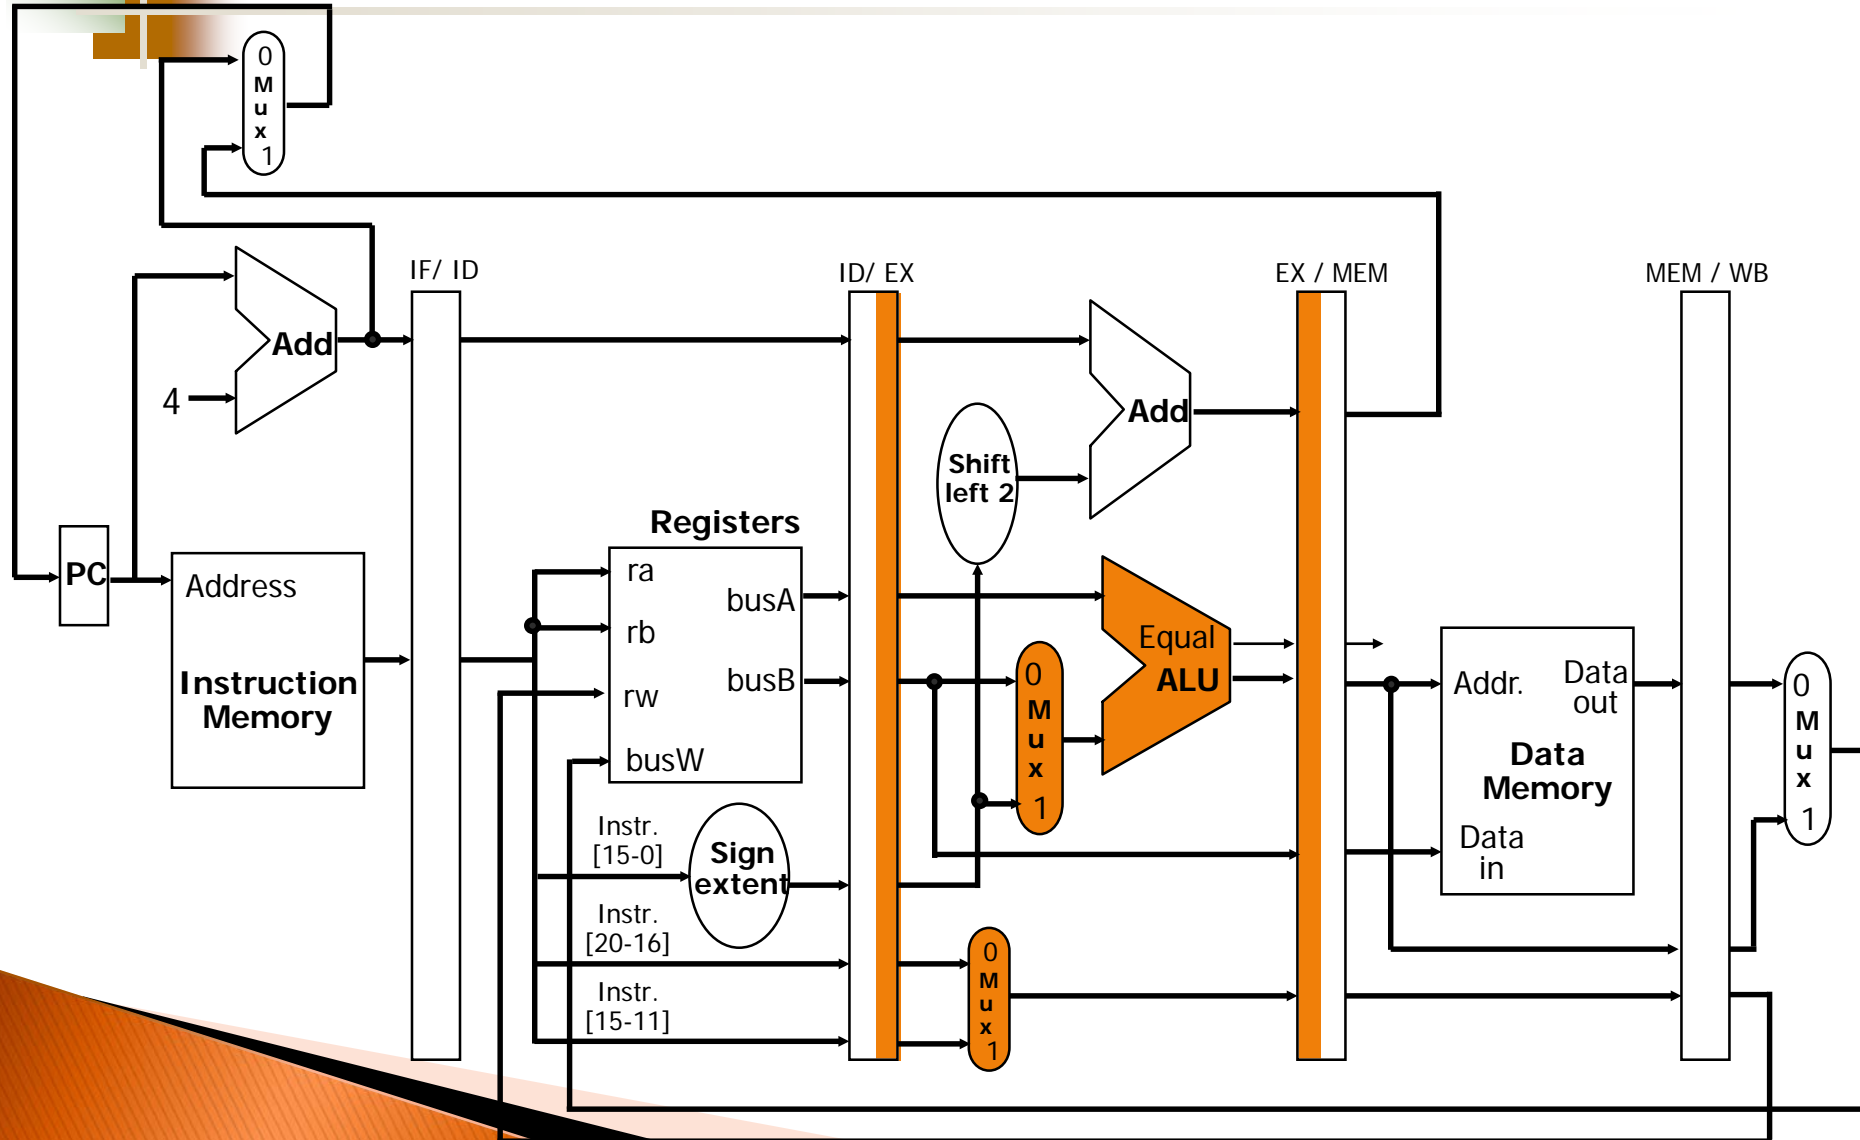 0
M
u
x
1
IF/ ID
ID/ EX
EX / MEM
MEM / WB
Add
4
Add
Shift
left 2
Registers
PC
Address
Instruction
Memory
ra
rb
rw
busW
busA
busB
Equal
ALU
0
M
u
x
1
Addr.
Data
out
Data
Memory
Data
in
0
M
u
x
1
Instr.
[15-0]
Sign
extent
Instr.
[20-16]
Instr.
[15-11]
0
M
u
x
1